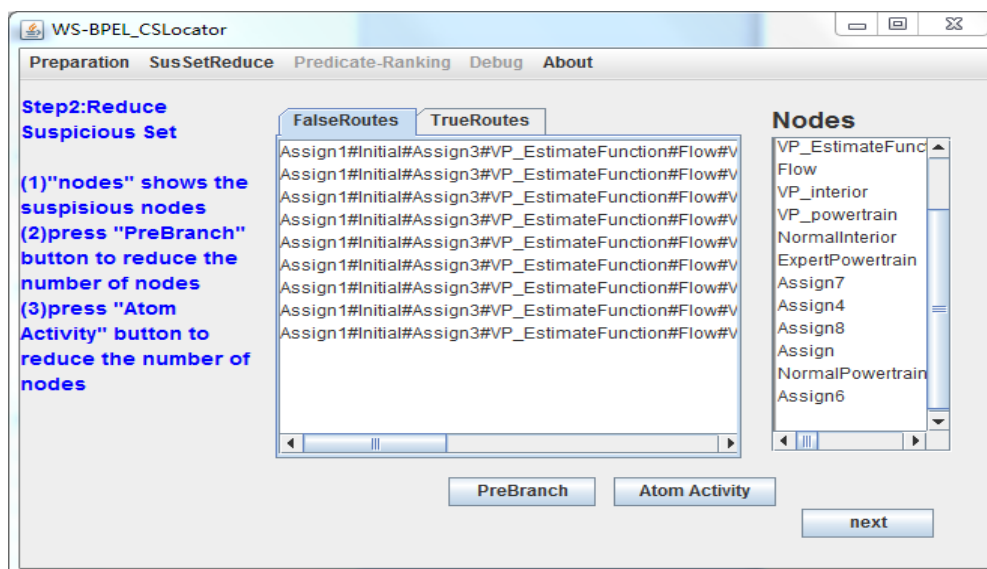 WS-BPEL_CSLocator
Preparation SusSetReduce Predicate-Ranking Debug About
Step2:Reduce
Suspicious Set
(1)"nodes" shows the
suspisious nodes
(2)press "PreBranch"
button to reduce the
number of nodes
(3)press "Atom
Activity" button to
reduce the number of
nodes
FalseRoutes TrueRoutes
Assign1#Initial#Assign3#VP_EstimateFunction#Flow#V
Assign1#Initial#Assign3#VP_EstimateFunction#Flow#V
Assign1#Initial#Assign3#VP_EstimateFunction#Flow#V
Assign1#Initial#Assign3#VP_EstimateFunction#Flow#V
Assign1#Initial#Assign3#VP_EstimateFunction#Flow#V
Assign1#Initial#Assign3#VP_EstimateFunction#Flow#V
Assign1#Initial#Assign3#VP_EstimateFunction#Flow#V
Assign1#Initial#Assign3#VP_EstimateFunction#Flow#V
Assign1#Initial#Assign3#VP_EstimateFunction#Flow#V
Nodes
VP_EstimateFunc
Flow
VP_interior
VP_powertrain
NormalInterior
ExpertPowertrain
Assign7
Assign4
Assign8
Assign
NormalPowertrain
Assign6
PreBranch
Atom Activity
next